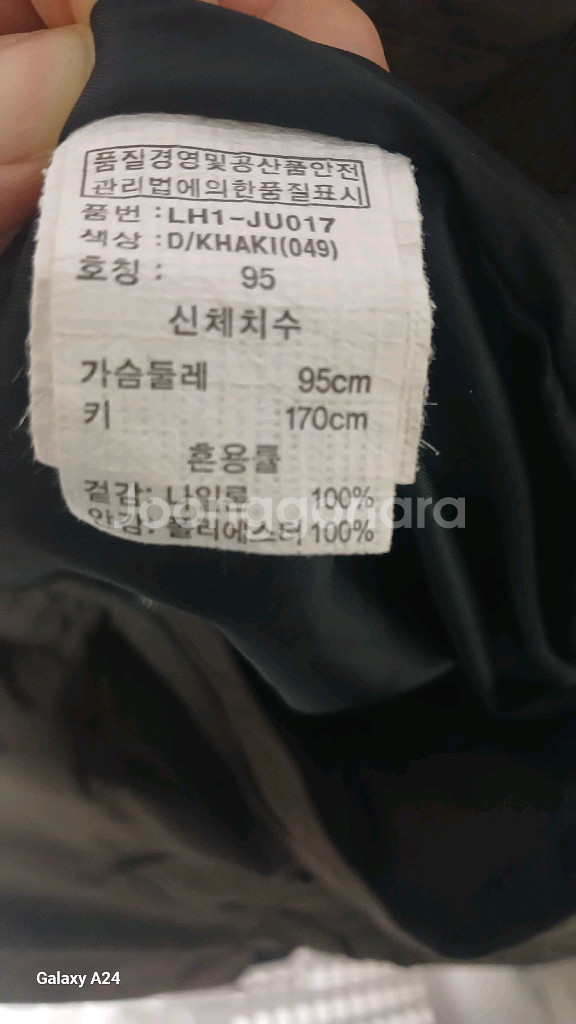 품질경영및공산품안전
관리법에의한품질표시
품번 : LH1-JU017
색상 : D/KHAKI(049)
호칭 : 95
신체치수
가슴둘레 95cm
키 170cm
혼용률
겉감: 나일론 100%
안감: 폴리에스터 100%
Joonggonara
Galaxy A24